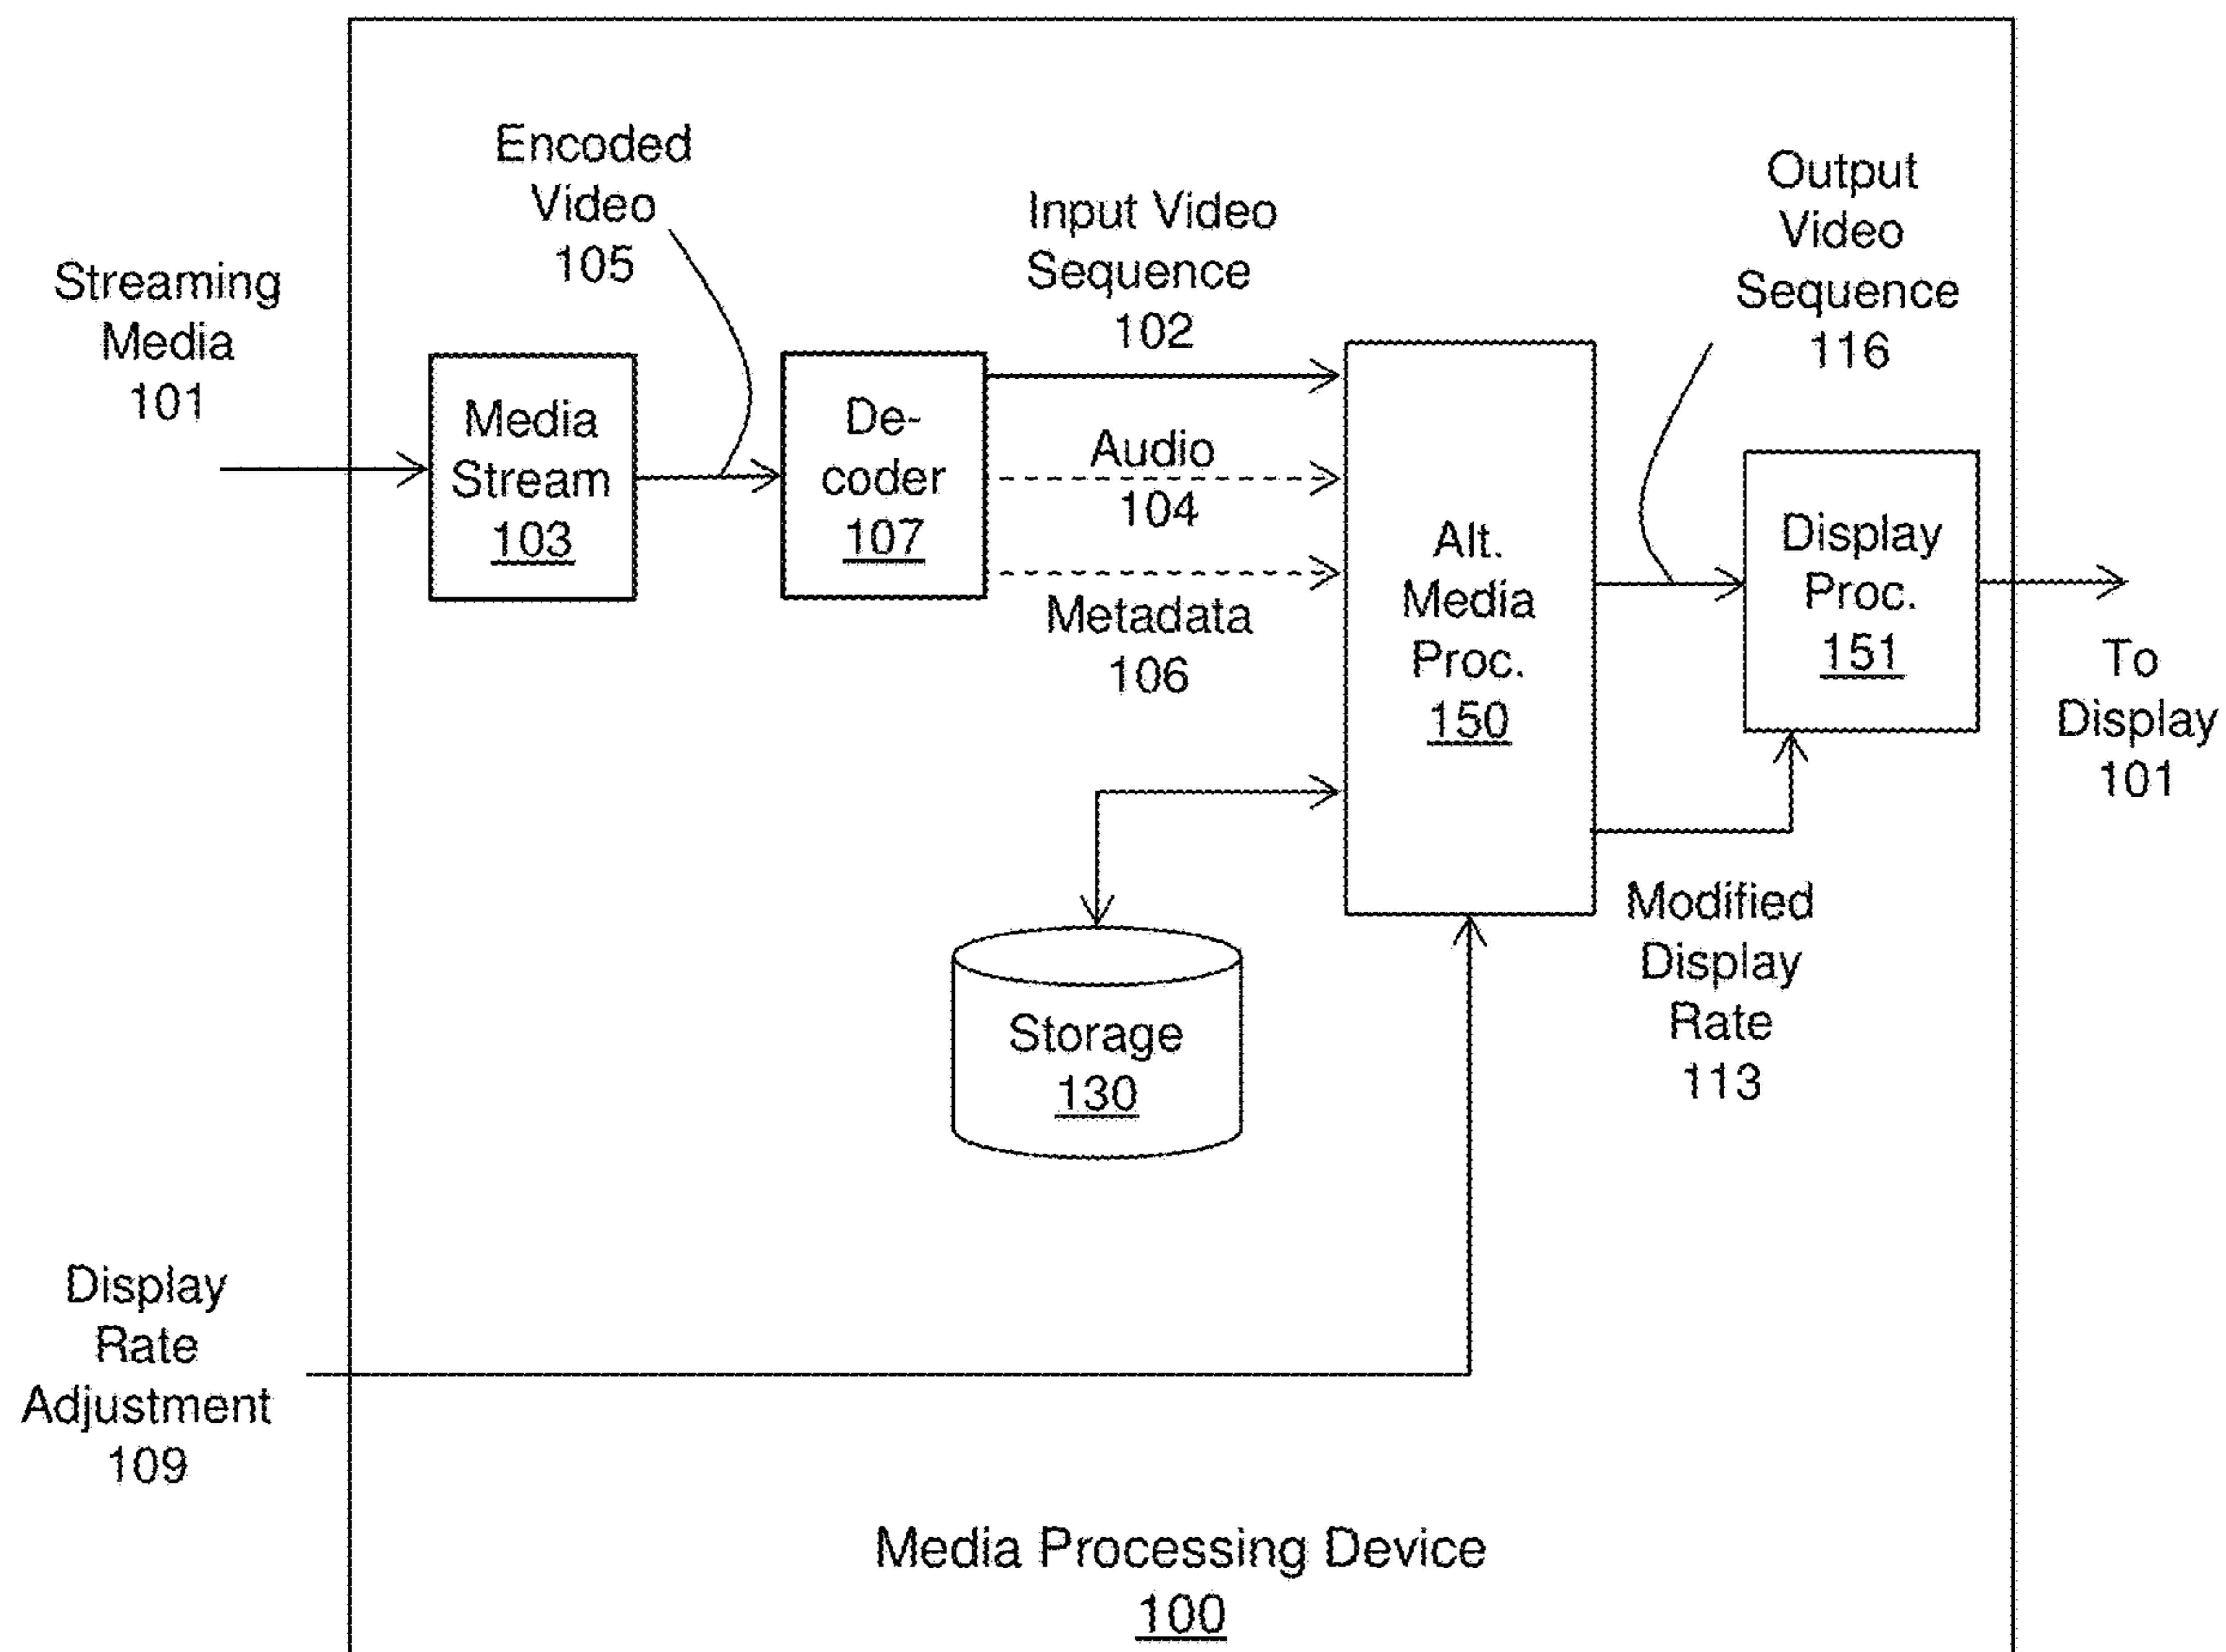 Encoded
Video
105
Input Video
Sequence
102
Output
Video
Sequence
116
Streaming
Media
101
Media
Stream
103
De-
coder
107
Audio
104
Metadata
106
Alt.
Media
Proc.
150
Display
Proc.
151
To
Display
101
Storage
130
Modified
Display
Rate
113
Display
Rate
Adjustment
109
Media Processing Device
100